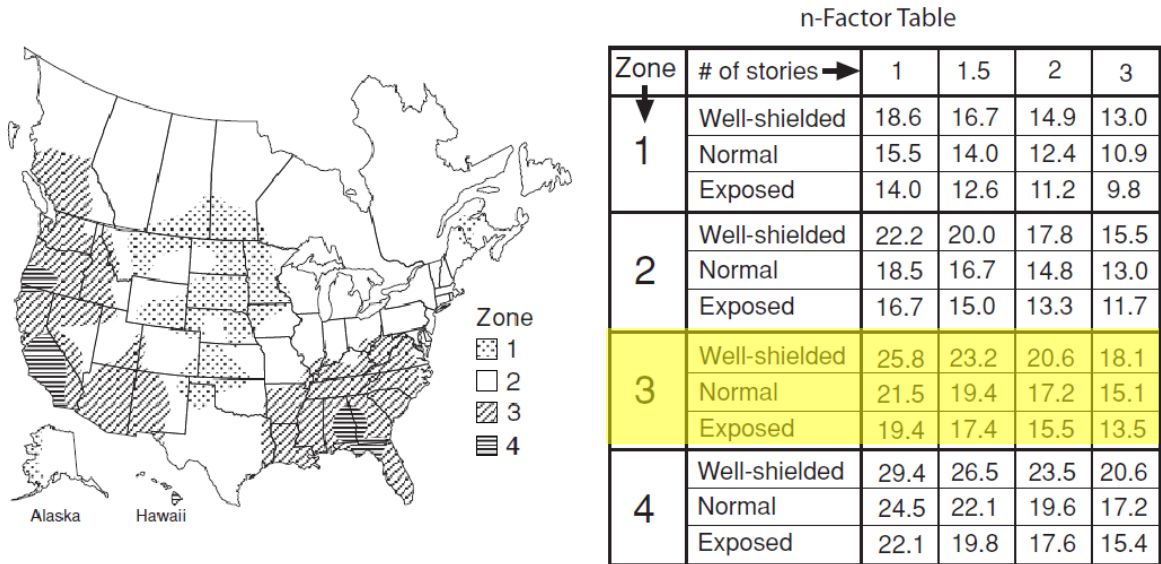 n-Factor Table
Zone
1
2
3
4
Alaska
Hawaii
Zone # of stories 1 1.5 2 3
1
Well-shielded 18.6 16.7 14.9 13.0
Normal 15.5 14.0 12.4 10.9
Exposed 14.0 12.6 11.2 9.8
2
Well-shielded 22.2 20.0 17.8 15.5
Normal 18.5 16.7 14.8 13.0
Exposed 16.7 15.0 13.3 11.7
3
Well-shielded 25.8 23.2 20.6 18.1
Normal 21.5 19.4 17.2 15.1
Exposed 19.4 17.4 15.5 13.5
4
Well-shielded 29.4 26.5 23.5 20.6
Normal 24.5 22.1 19.6 17.2
Exposed 22.1 19.8 17.6 15.4